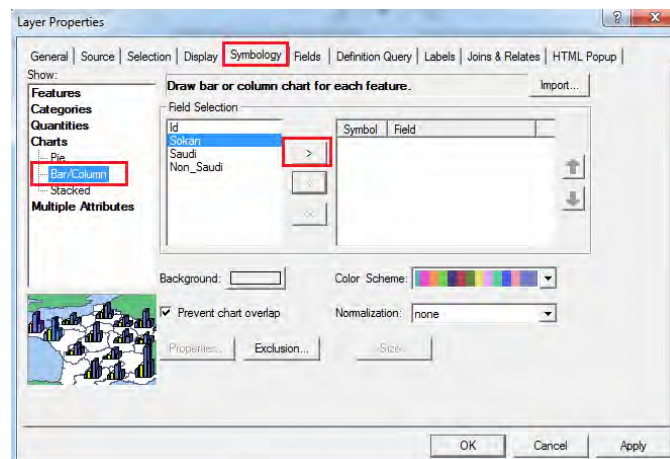 Layer Properties
General Source Selection Display Symbology Fields Definition Query Labels Joins & Relates HTML Popup
Show:
Features
Categories
Quantities
Charts
Pie
Bar/Column
Stacked
Multiple Attributes
Draw bar or column chart for each feature.
Import...
Field Selection
Id
Sokan
Saudi
Non_Saudi
>
<
<<
Symbol Field
Background:
Color Scheme:
Prevent chart overlap
Normalization: none
Properties...
Exclusion...
Size...
OK Cancel Apply